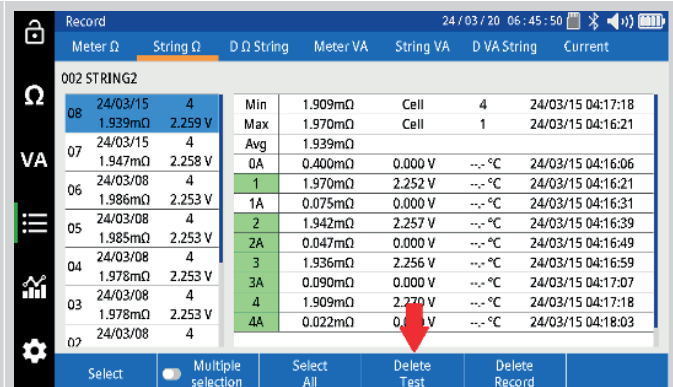 Record 24/03/20 06:45:50
Meter Ω String Ω D Ω String Meter VA String VA D VA String Current
002 STRING2
Ω
VA
08 24/03/15 4
1.939mΩ 2.259 V
07 24/03/15 4
1.947mΩ 2.258 V
06 24/03/08 4
1.986mΩ 2.253 V
05 24/03/08 4
1.985mΩ 2.253 V
04 24/03/08 4
1.978mΩ 2.253 V
03 24/03/08 4
1.978mΩ 2.253 V
02 24/03/08 4
Min 1.909mΩ Cell 4 24/03/15 04:17:18
Max 1.970mΩ Cell 1 24/03/15 04:16:21
Avg 1.939mΩ
0A 0.400mΩ 0.000 V --.- °C 24/03/15 04:16:06
1 1.970mΩ 2.252 V --.- °C 24/03/15 04:16:21
1A 0.075mΩ 0.000 V --.- °C 24/03/15 04:16:31
2 1.942mΩ 2.257 V --.- °C 24/03/15 04:16:39
2A 0.047mΩ 0.000 V --.- °C 24/03/15 04:16:49
3 1.936mΩ 2.256 V --.- °C 24/03/15 04:16:59
3A 0.090mΩ 0.000 V --.- °C 24/03/15 04:17:07
4 1.909mΩ 2.270 V --.- °C 24/03/15 04:17:18
4A 0.022mΩ V --.- °C 24/03/15 04:18:03
Select Multiple selection Select All Delete Test Delete Record